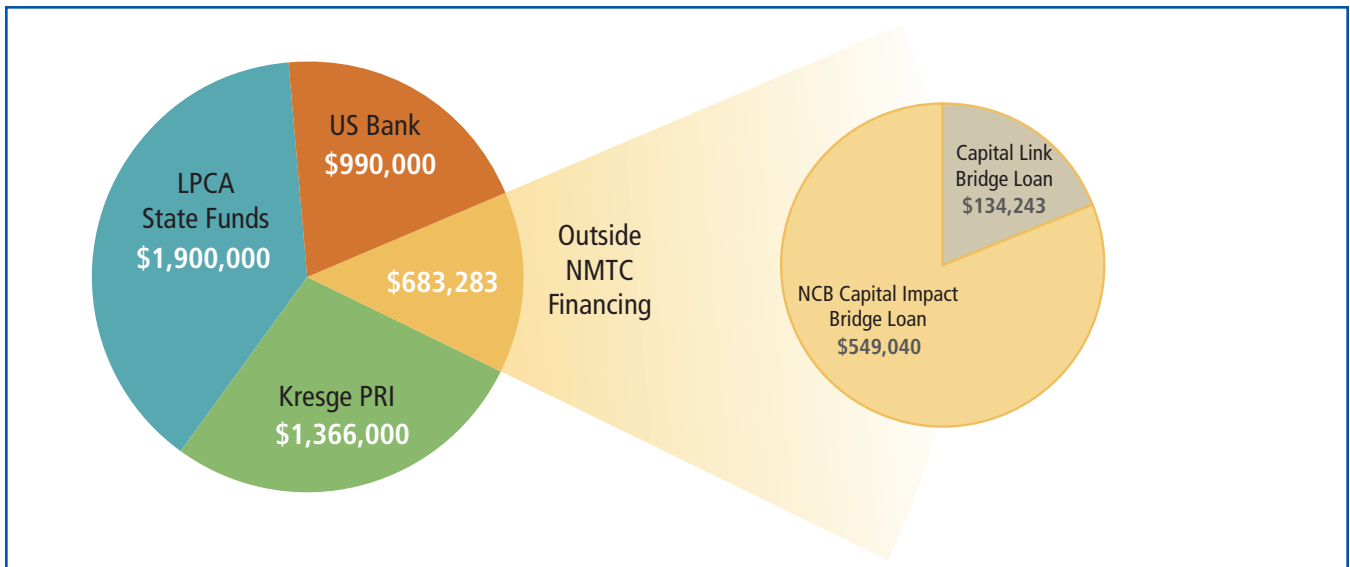 US Bank
$990,000
LPCA
State Funds
$1,900,000
$683,283
Outside
NMTC
Financing
Kresge PRI
$1,366,000
Capital Link
Bridge Loan
$134,243
NCB Capital Impact
Bridge Loan
$549,040